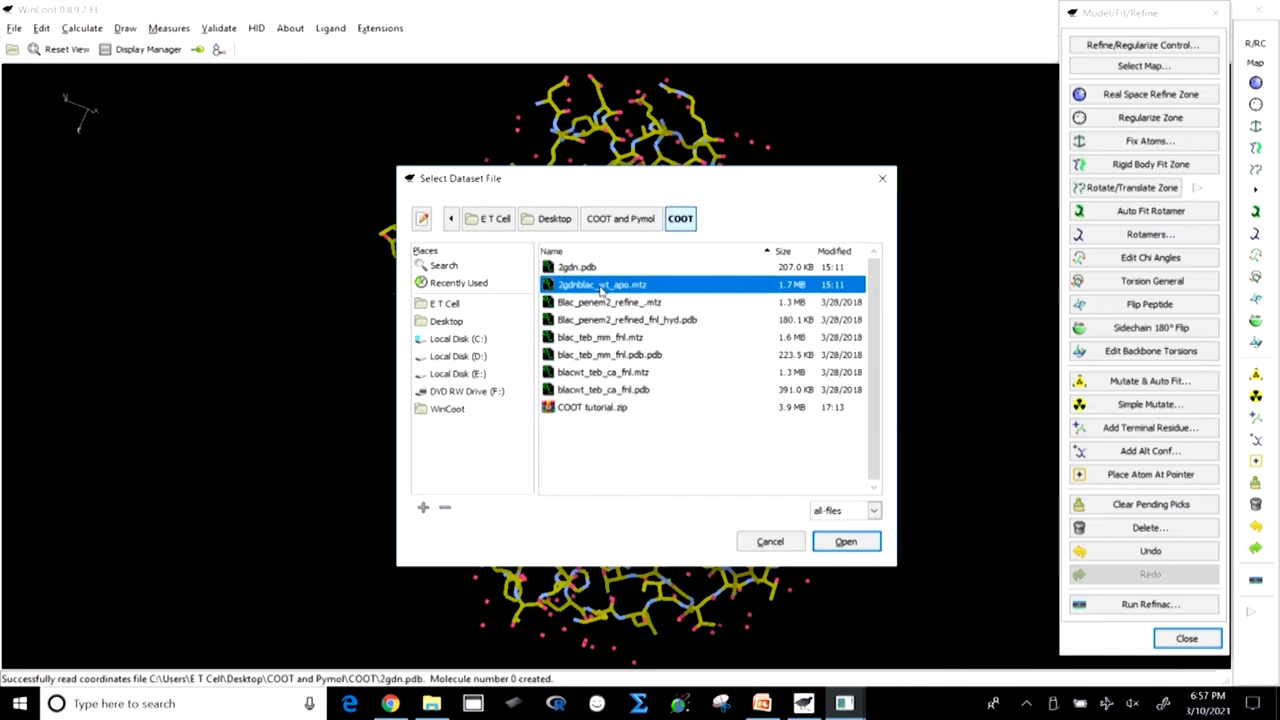 WinCoot 0.8.9.2 EL
File Edit Calculate Draw Measures Validate HID About Ligand Extensions
Reset View Display Manager
Model/Fit/Refine
Refine/Regularize Control...
Select Map...
Real Space Refine Zone
Regularize Zone
Fix Atoms...
Rigid Body Fit Zone
Rotate/Translate Zone
Auto Fit Rotamer
Rotamers...
Edit Chi Angles
Torsion General
Flip Peptide
Sidechain 180° Flip
Edit Backbone Torsions
Mutate & Auto Fit...
Simple Mutate...
Add Terminal Residue...
Add Alt Conf...
Place Atom At Pointer
Clear Pending Picks
Delete...
Undo
Redo
Run Refmac...
Close
R/RC
Map
Select Dataset File
E T Cell Desktop COOT and Pymol COOT
Places
Search
Recently Used
E T Cell
Desktop
Local Disk (C:)
Local Disk (D:)
Local Disk (E:)
DVD RW Drive (F:)
WinCoot
Name Size Modified
2gdn.pdb 207.0 KB 15:11
2gdnblac_wt_apo.mtz 1.7 MB 15:11
Blac_penem2_refine_.mtz 1.3 MB 3/28/2018
Blac_penem2_refined_fnl_hyd.pdb 180.1 KB 3/28/2018
blac_teb_mm_fnl.mtz 1.6 MB 3/28/2018
blac_teb_mm_fnl.pdb.pdb 223.5 KB 3/28/2018
blacwt_teb_ca_fnl.mtz 1.3 MB 3/28/2018
blacwt_teb_ca_fnl.pdb 391.0 KB 3/28/2018
COOT tutorial.zip 3.9 MB 17:13
all-files
Cancel Open
Successfully read coordinates file C:\Users\E T Cell\Desktop\COOT and Pymol\COOT\2gdn.pdb. Molecule number 0 created.
Type here to search
6:57 PM
3/10/2021